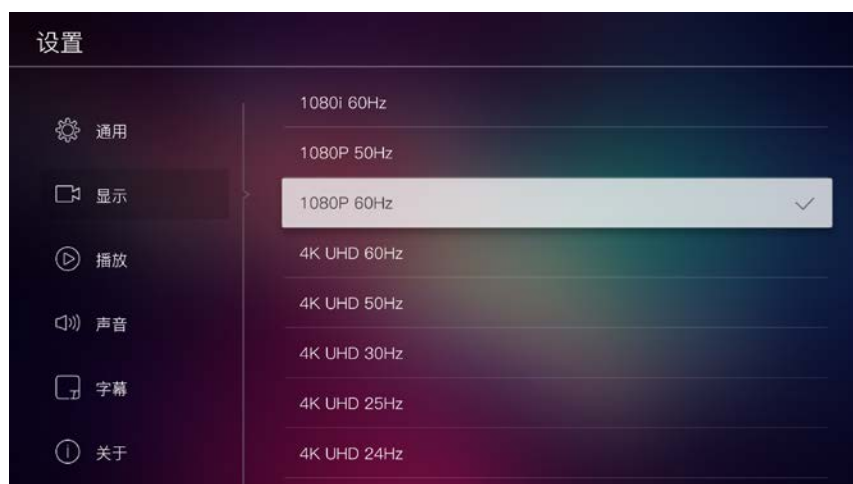 设置
通用
显示
播放
声音
字幕
关于
1080i 60Hz
1080P 50Hz
1080P 60Hz
4K UHD 60Hz
4K UHD 50Hz
4K UHD 30Hz
4K UHD 25Hz
4K UHD 24Hz